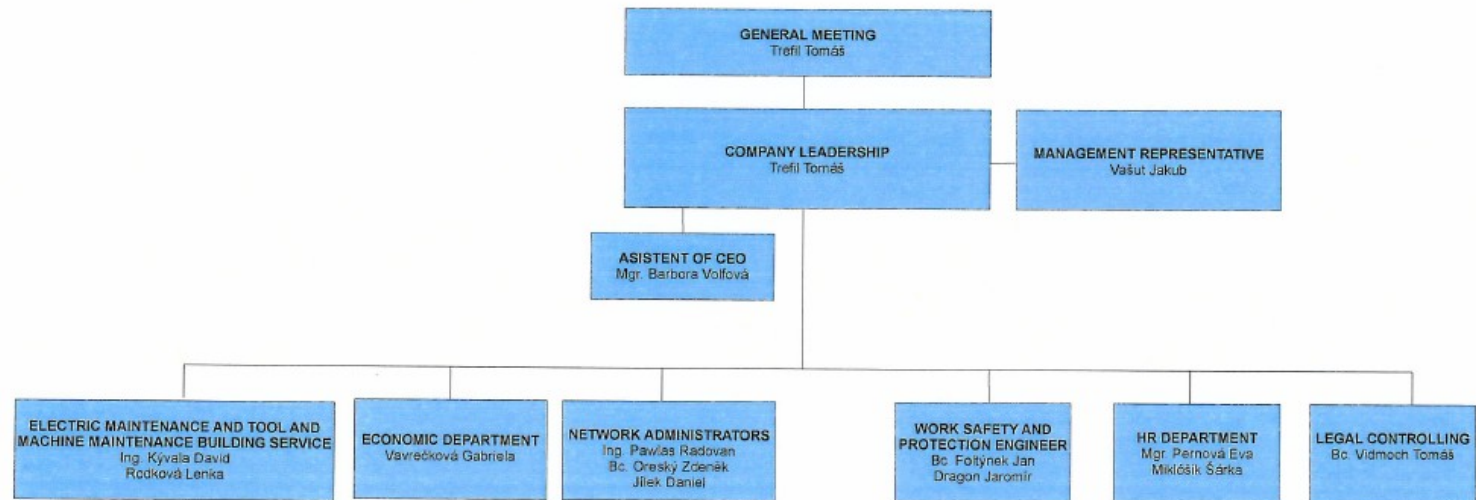 GENERAL MEETING
Trefil Tomáš
COMPANY LEADERSHIP
Trefil Tomáš
MANAGEMENT REPRESENTATIVE
Vašut Jakub
ASISTENT OF CEO
Mgr. Barbora Volfová
ELECTRIC MAINTENANCE AND TOOL AND
MACHINE MAINTENANCE BUILDING SERVICE
Ing. Kývala David
Rodková Lenka
ECONOMIC DEPARTMENT
Vavrečková Gabriela
NETWORK ADMINISTRATORS
Ing. Pawlas Radovan
Bc. Oreský Zdeněk
Jílek Daniel
WORK SAFETY AND
PROTECTION ENGINEER
Bc. Foltýnek Jan
Dragon Jaromír
HR DEPARTMENT
Mgr. Pernová Eva
Miklóšik Šárka
LEGAL CONTROLLING
Bc. Vidmoch Tomáš